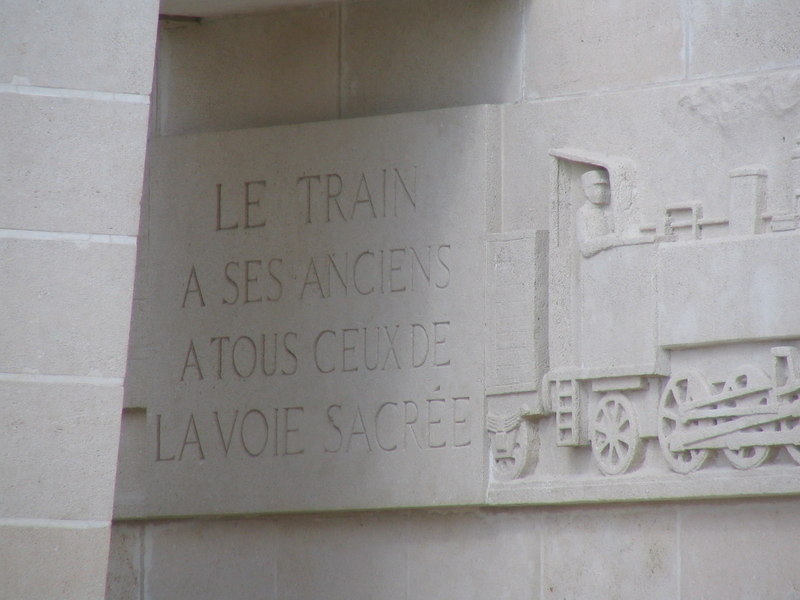 LE TRAIN
A SES ANCIENS
A TOUS CEUX DE
LA VOIE SACRÉE